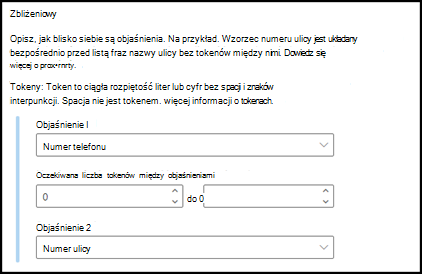 Zbliżeniowy
Opisz, jak blisko siebie są objaśnienia. Na przykład. Wzorzec numeru ulicy jest układany
bezpośrednio przed listą fraz nazwy ulicy bez tokenów między nimi. Dowiedz się
więcej o prox•rnrty.
Tokeny: Token to ciągła rozpiętość liter lub cyfr bez spacji i znaków
interpunkcji. Spacja nie jest tokenem. więcej informacji o tokenach.
Objaśnienie l
Numer telefonu
Oczekiwana liczba tokenów między objaśnieniami
0 do 0
Objaśnienie 2
Numer ulicy